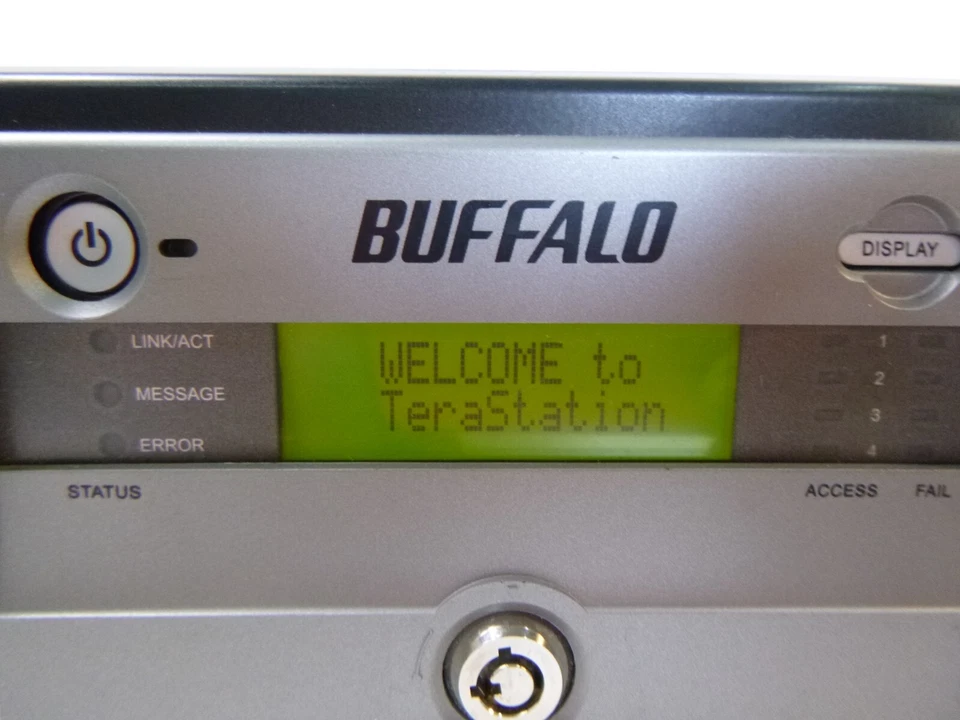 BUFFALO
DISPLAY
LINK/ACT
MESSAGE
ERROR
WELCOME to
TeraStation
1
2
3
4
STATUS
ACCESS
FAIL